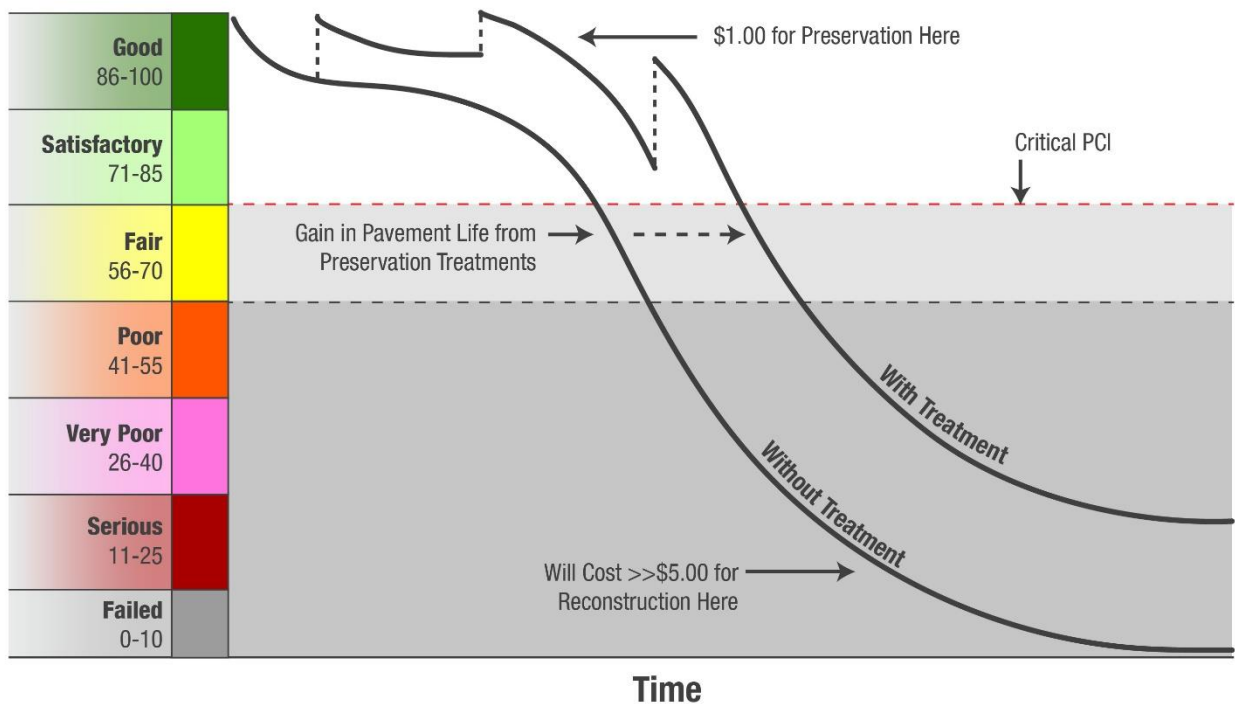 Good
86-100
Satisfactory
71-85
Fair
56-70
Poor
41-55
Very Poor
26-40
Serious
11-25
Failed
0-10
$1.00 for Preservation Here
Critical PCI
Gain in Pavement Life from
Preservation Treatments
With Treatment
Without Treatment
Will Cost >>$5.00 for
Reconstruction Here
Time